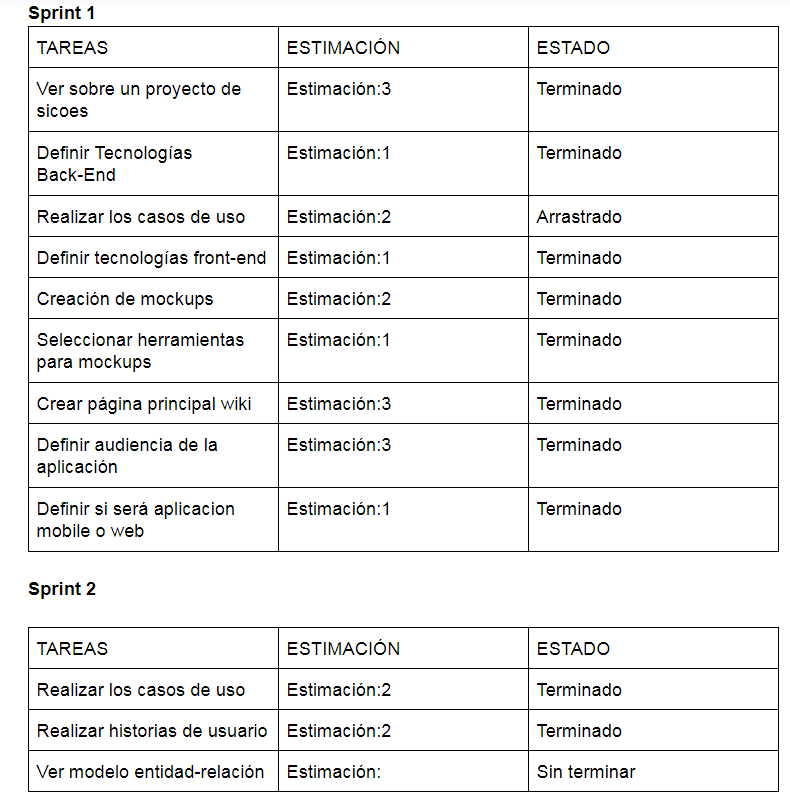 Sprint 1
TAREAS ESTIMACIÓN ESTADO
Ver sobre un proyecto de Estimación:3 Terminado
sicoes
Definir Tecnologías Estimación:1 Terminado
Back-End
Realizar los casos de uso Estimación:2 Arrastrado
Definir tecnologías front-end Estimación:1 Terminado
Creación de mockups Estimación:2 Terminado
Seleccionar herramientas Estimación:1 Terminado
para mockups
Crear página principal wiki Estimación:3 Terminado
Definir audiencia de la Estimación:3 Terminado
aplicación
Definir si será aplicacion Estimación:1 Terminado
mobile o web
Sprint 2
TAREAS ESTIMACIÓN ESTADO
Realizar los casos de uso Estimación:2 Terminado
Realizar historias de usuario Estimación:2 Terminado
Ver modelo entidad-relación Estimación: Sin terminar